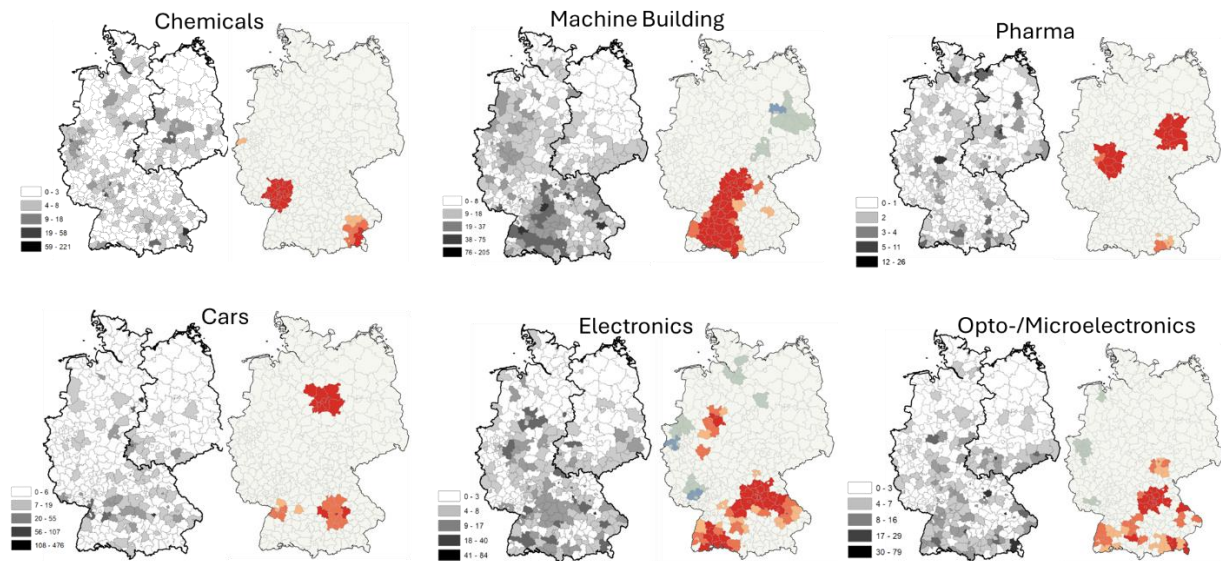 Chemicals
0 - 3
4 - 8
9 - 18
19 - 58
59 - 221
Machine Building
0 - 8
9 - 18
19 - 37
38 - 75
76 - 205
Pharma
0 - 1
2
3 - 4
5 - 11
12 - 26
Cars
0 - 6
7 - 19
20 - 55
56 - 107
108 - 476
Electronics
0 - 3
4 - 8
9 - 17
18 - 40
41 - 84
Opto-/Microelectronics
0 - 3
4 - 7
8 - 16
17 - 29
30 - 79